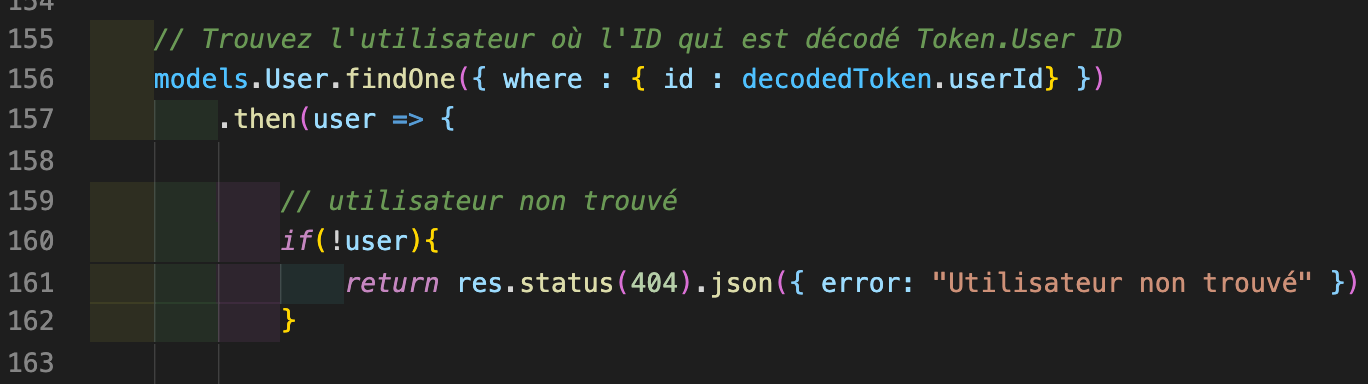 154
155 // Trouvez l'utilisateur où l'ID qui est décodé Token.User ID
156 models.User.findOne({ where : { id : decodedToken.userId} })
157 .then(user => {
158
159 // utilisateur non trouvé
160 if(!user){
161 return res.status(404).json({ error: "Utilisateur non trouvé" })
162 }
163